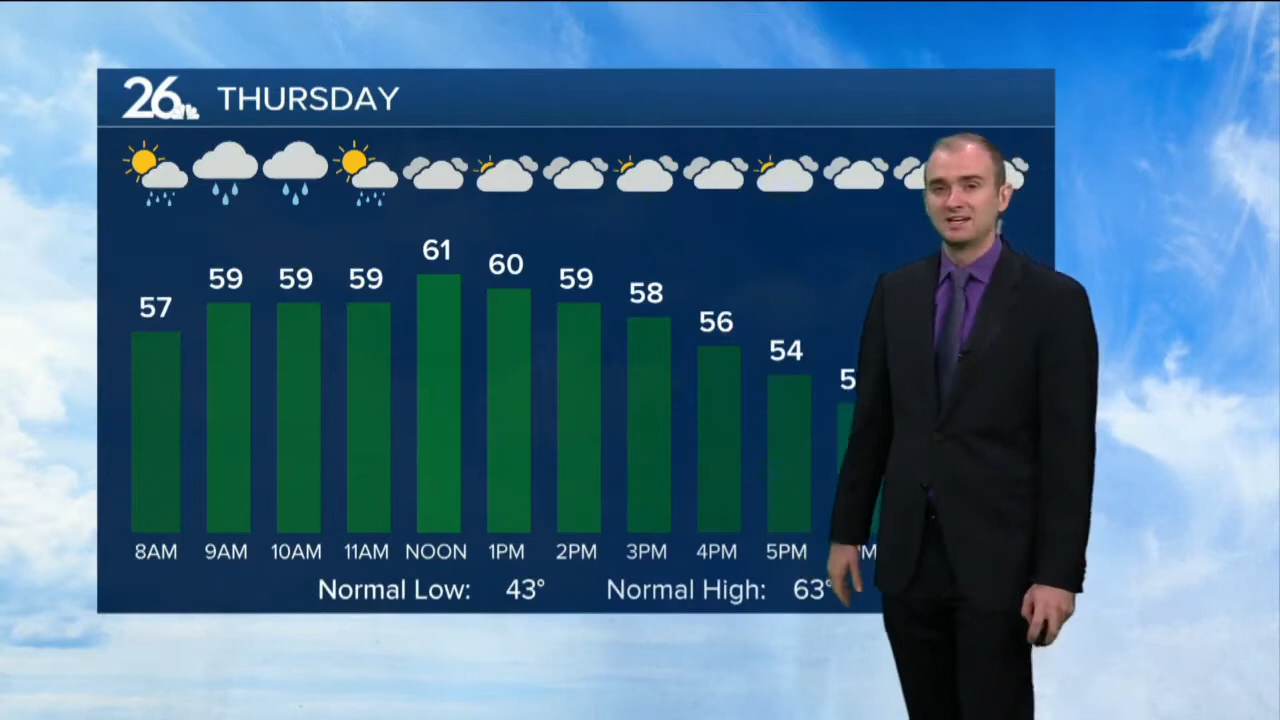 26 THURSDAY
57 59 59 59 61 60 59 58 56 54 5
8AM 9AM 10AM 11AM NOON 1PM 2PM 3PM 4PM 5PM
Normal Low: 43° Normal High: 63°